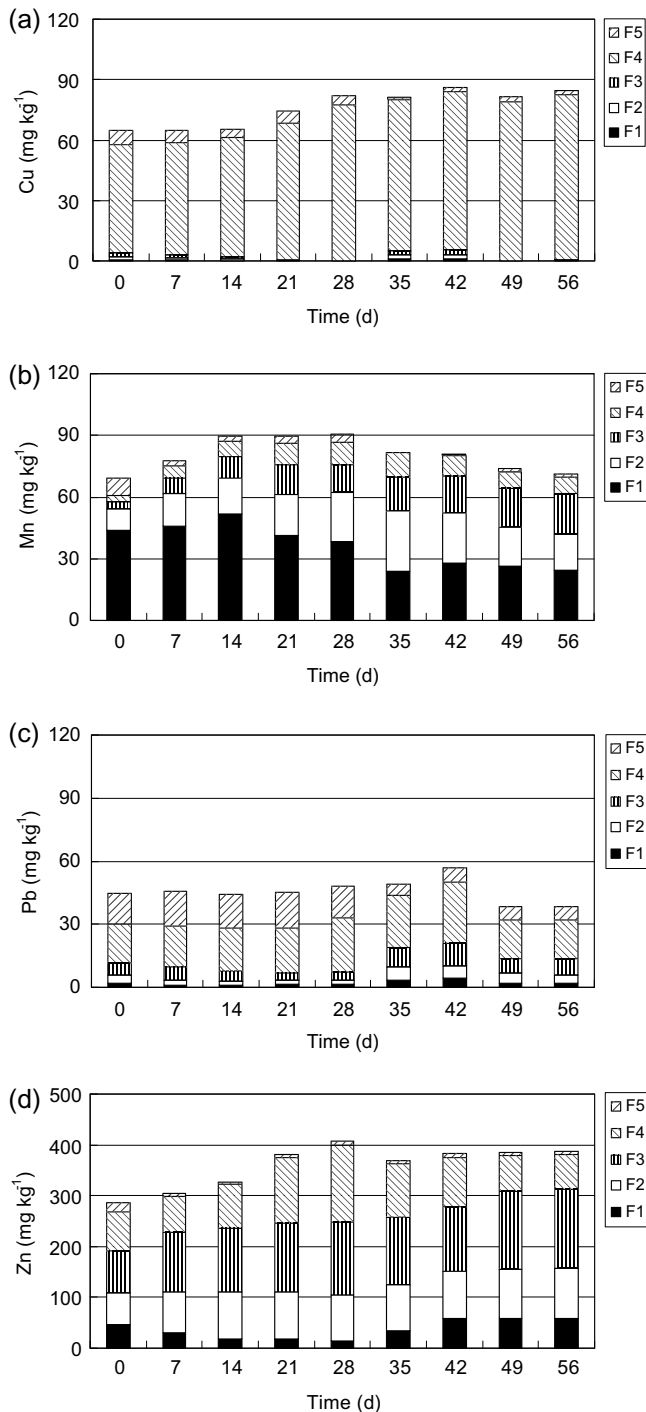 (a)
120
90
60
30
0
Cu (mg kg⁻¹)
0 7 14 21 28 35 42 49 56
Time (d)
F5
F4
F3
F2
F1
(b)
120
90
60
30
0
Mn (mg kg⁻¹)
0 7 14 21 28 35 42 49 56
Time (d)
F5
F4
F3
F2
F1
(c)
120
90
60
30
0
Pb (mg kg⁻¹)
0 7 14 21 28 35 42 49 56
Time (d)
F5
F4
F3
F2
F1
(d)
500
400
300
200
100
0
Zn (mg kg⁻¹)
0 7 14 21 28 35 42 49 56
Time (d)
F5
F4
F3
F2
F1